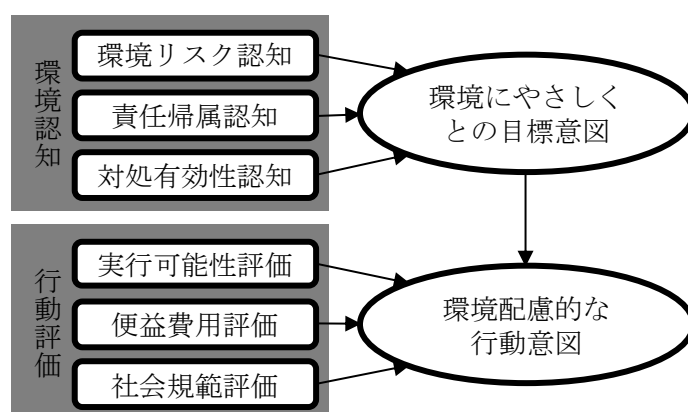 環境認知
環境リスク認知
責任帰属認知
対処有効性認知
環境にやさしく
との目標意図
行動評価
実行可能性評価
便益費用評価
社会規範評価
環境配慮的な
行動意図